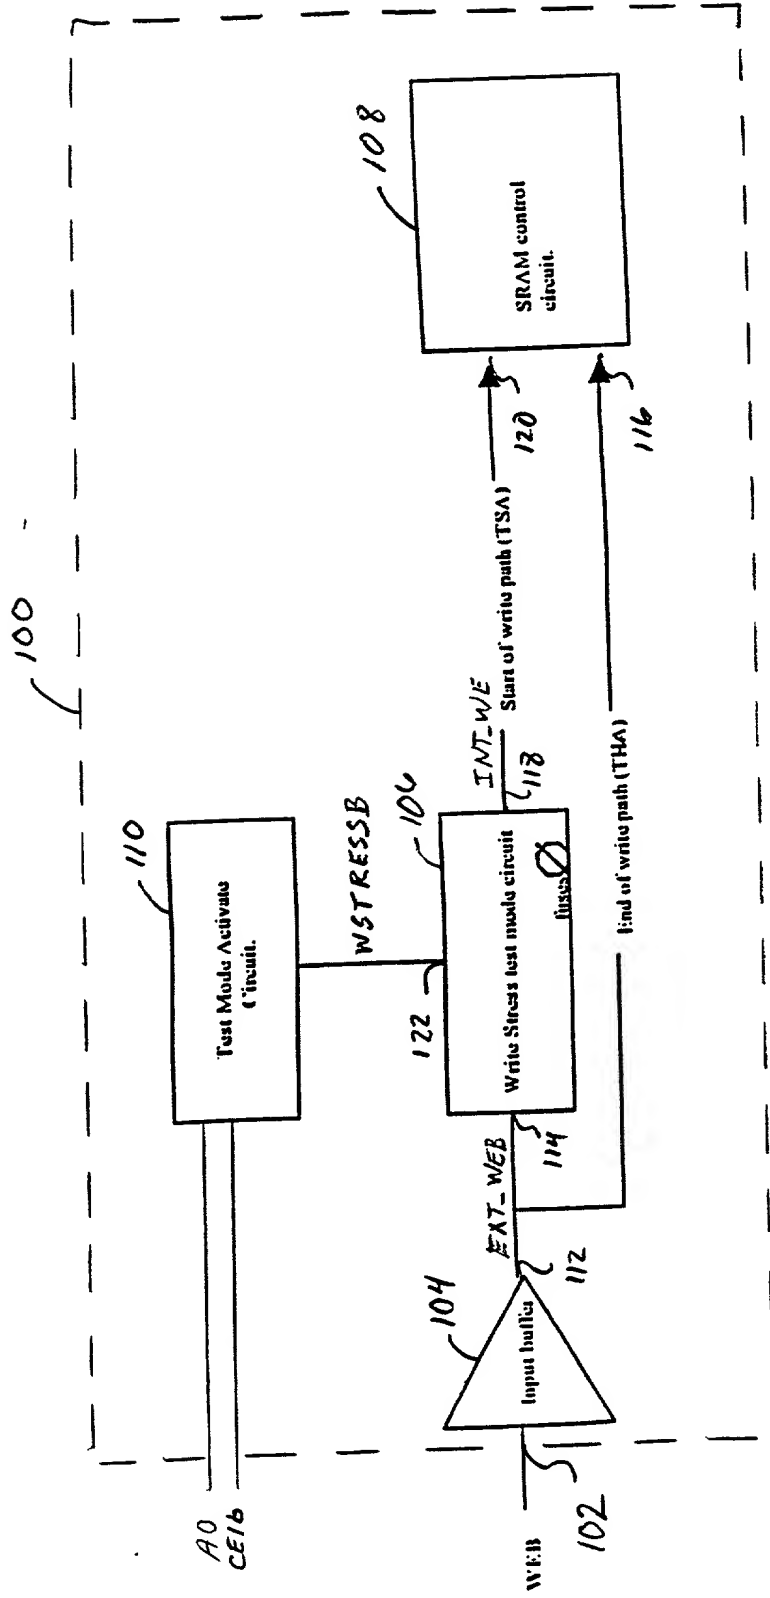 100
A0
CE1b
Test Mode Activate
Circuit.
110
WSTRESSB
122
WEB
102
Input buffer
104
112
EXT_WEB
114
Write Stress test mode circuit
fuses
106
INT_WE
118
Start of write path (TSA)
120
End of write path (THA)
116
SRAM control
circuit.
108